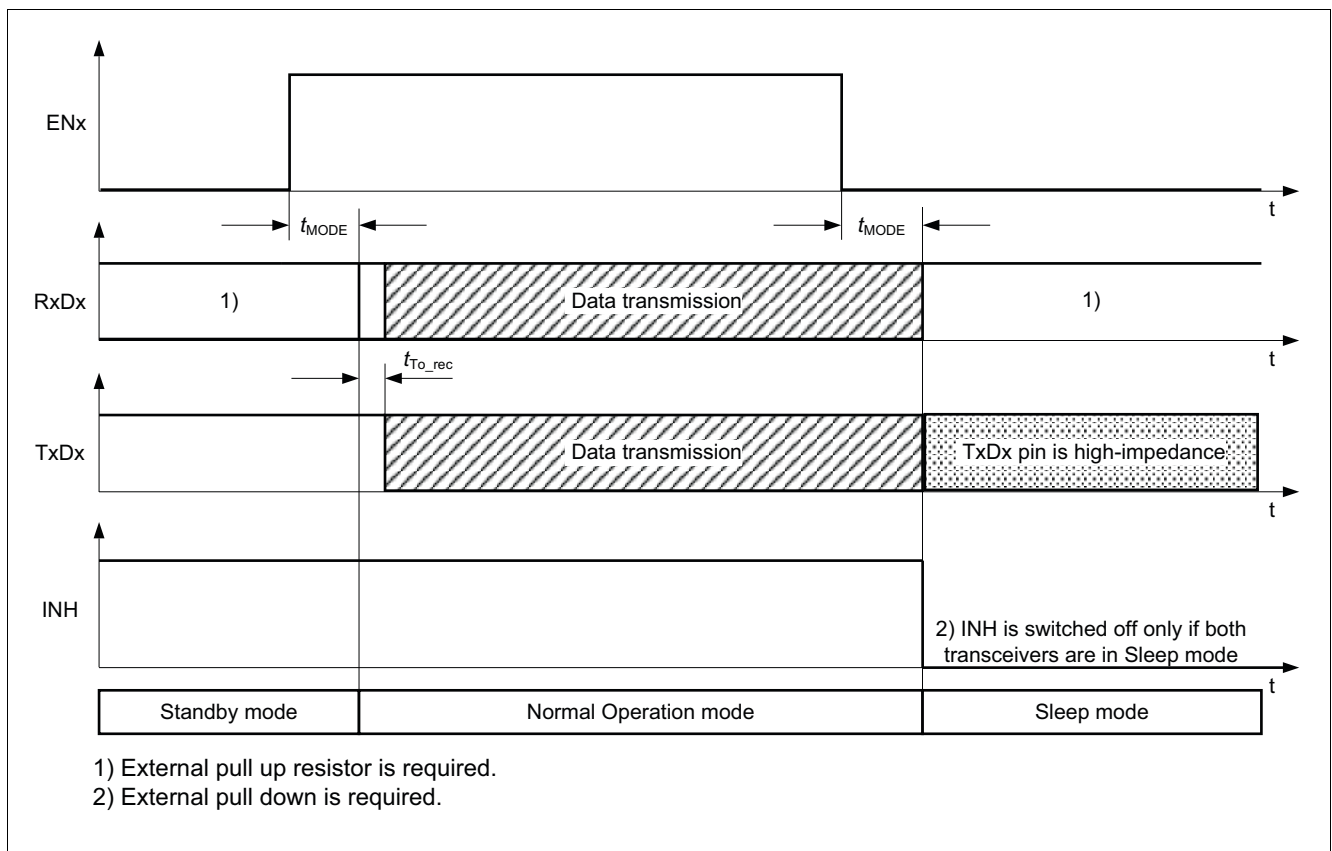 ENx
t
tMODE
tMODE
RxDx
1)
Data transmission
1)
t
tTo_rec
TxDx
Data transmission
TxDx pin is high-impedance
t
INH
2) INH is switched off only if both
transceivers are in Sleep mode
t
Standby mode
Normal Operation mode
Sleep mode
1) External pull up resistor is required.
2) External pull down is required.